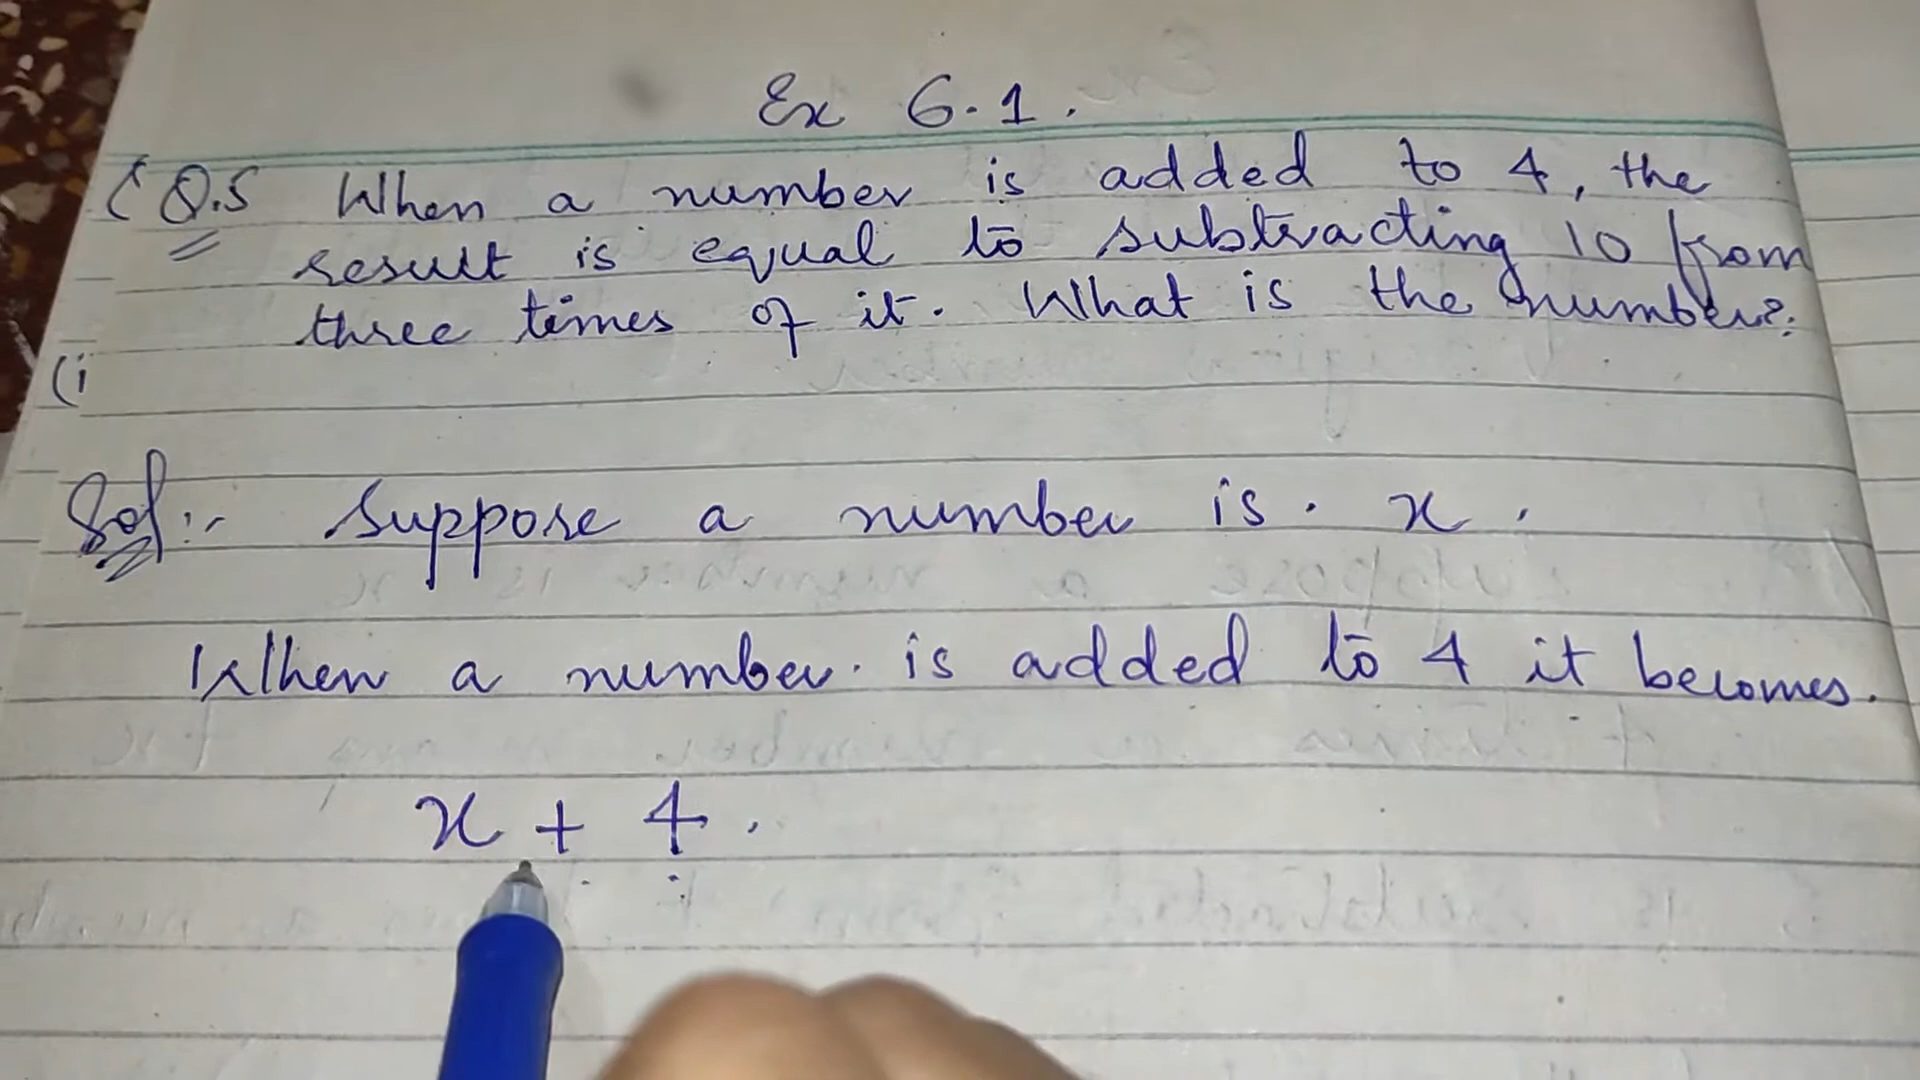 Ex 6.1.
Q.5 When a number is added to 4, the
result is equal to subtracting 10 from
three times of it. What is the number?
(i
Sol:- Suppose a number is. x.
When a number. is added to 4 it becomes.
x + 4.